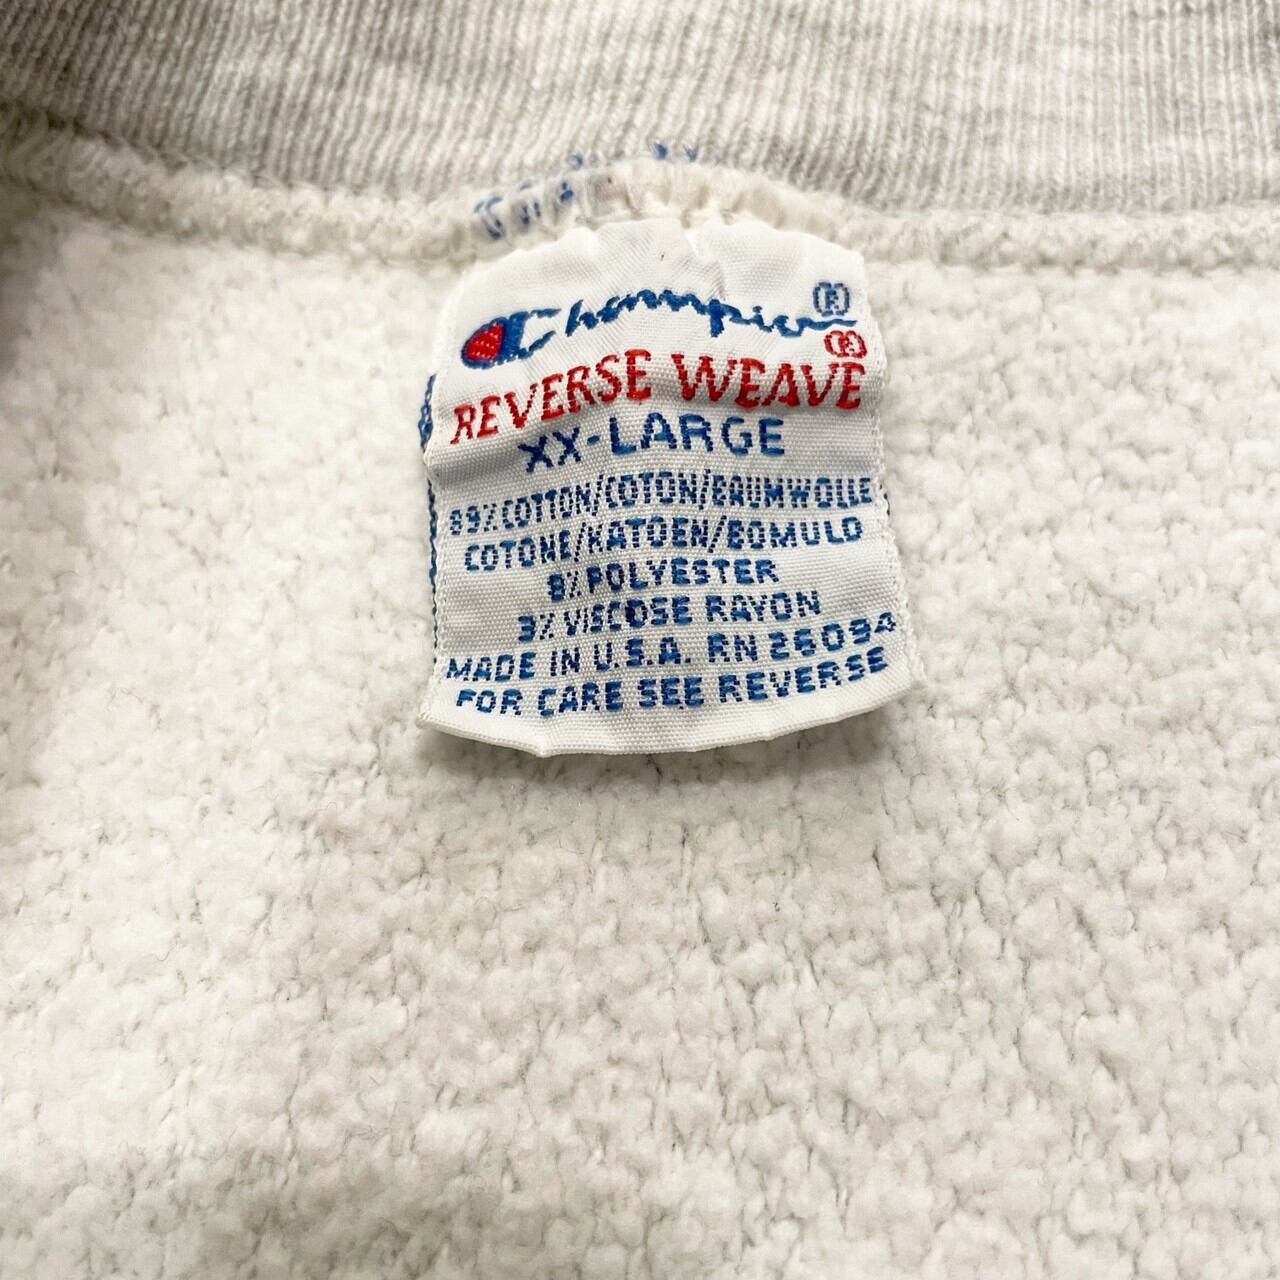 Champion ®
REVERSE WEAVE ®
XX-LARGE
89% COTTON/COTON/BAUMWOLLE
COTONE/KATOEN/BOMULD
8% POLYESTER
3% VISCOSE RAYON
MADE IN U.S.A. RN 26094
FOR CARE SEE REVERSE